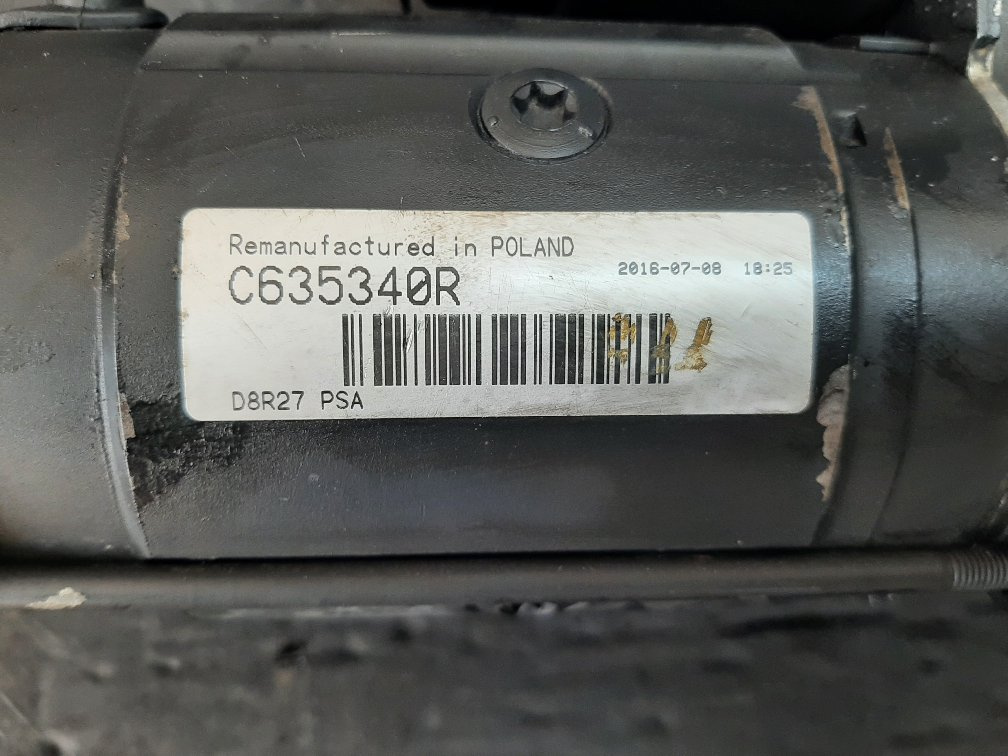 Remanufactured in POLAND
C635340R
2016-07-08 18:25
D8R27 PSA